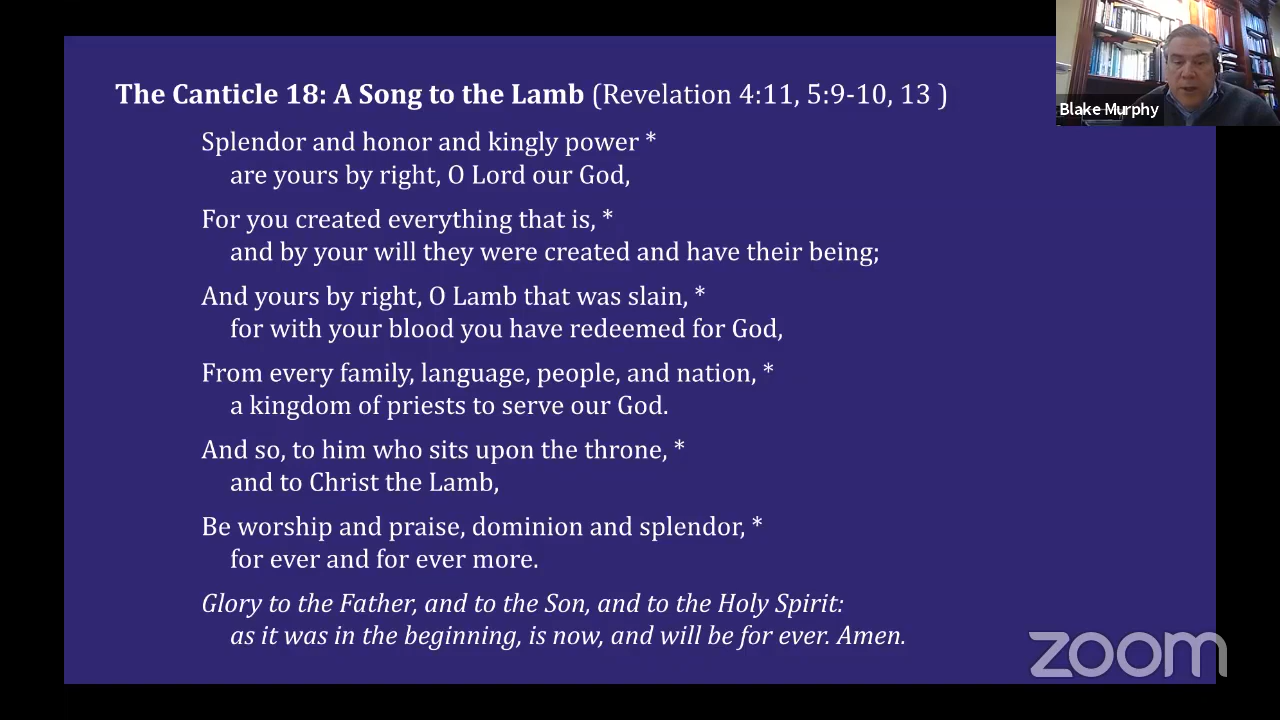 The Canticle 18: A Song to the Lamb (Revelation 4:11, 5:9-10, 13 )
Splendor and honor and kingly power *
are yours by right, O Lord our God,
For you created everything that is, *
and by your will they were created and have their being;
And yours by right, O Lamb that was slain, *
for with your blood you have redeemed for God,
From every family, language, people, and nation, *
a kingdom of priests to serve our God.
And so, to him who sits upon the throne, *
and to Christ the Lamb,
Be worship and praise, dominion and splendor, *
for ever and for ever more.
Glory to the Father, and to the Son, and to the Holy Spirit:
as it was in the beginning, is now, and will be for ever. Amen.
Blake Murphy
zoom